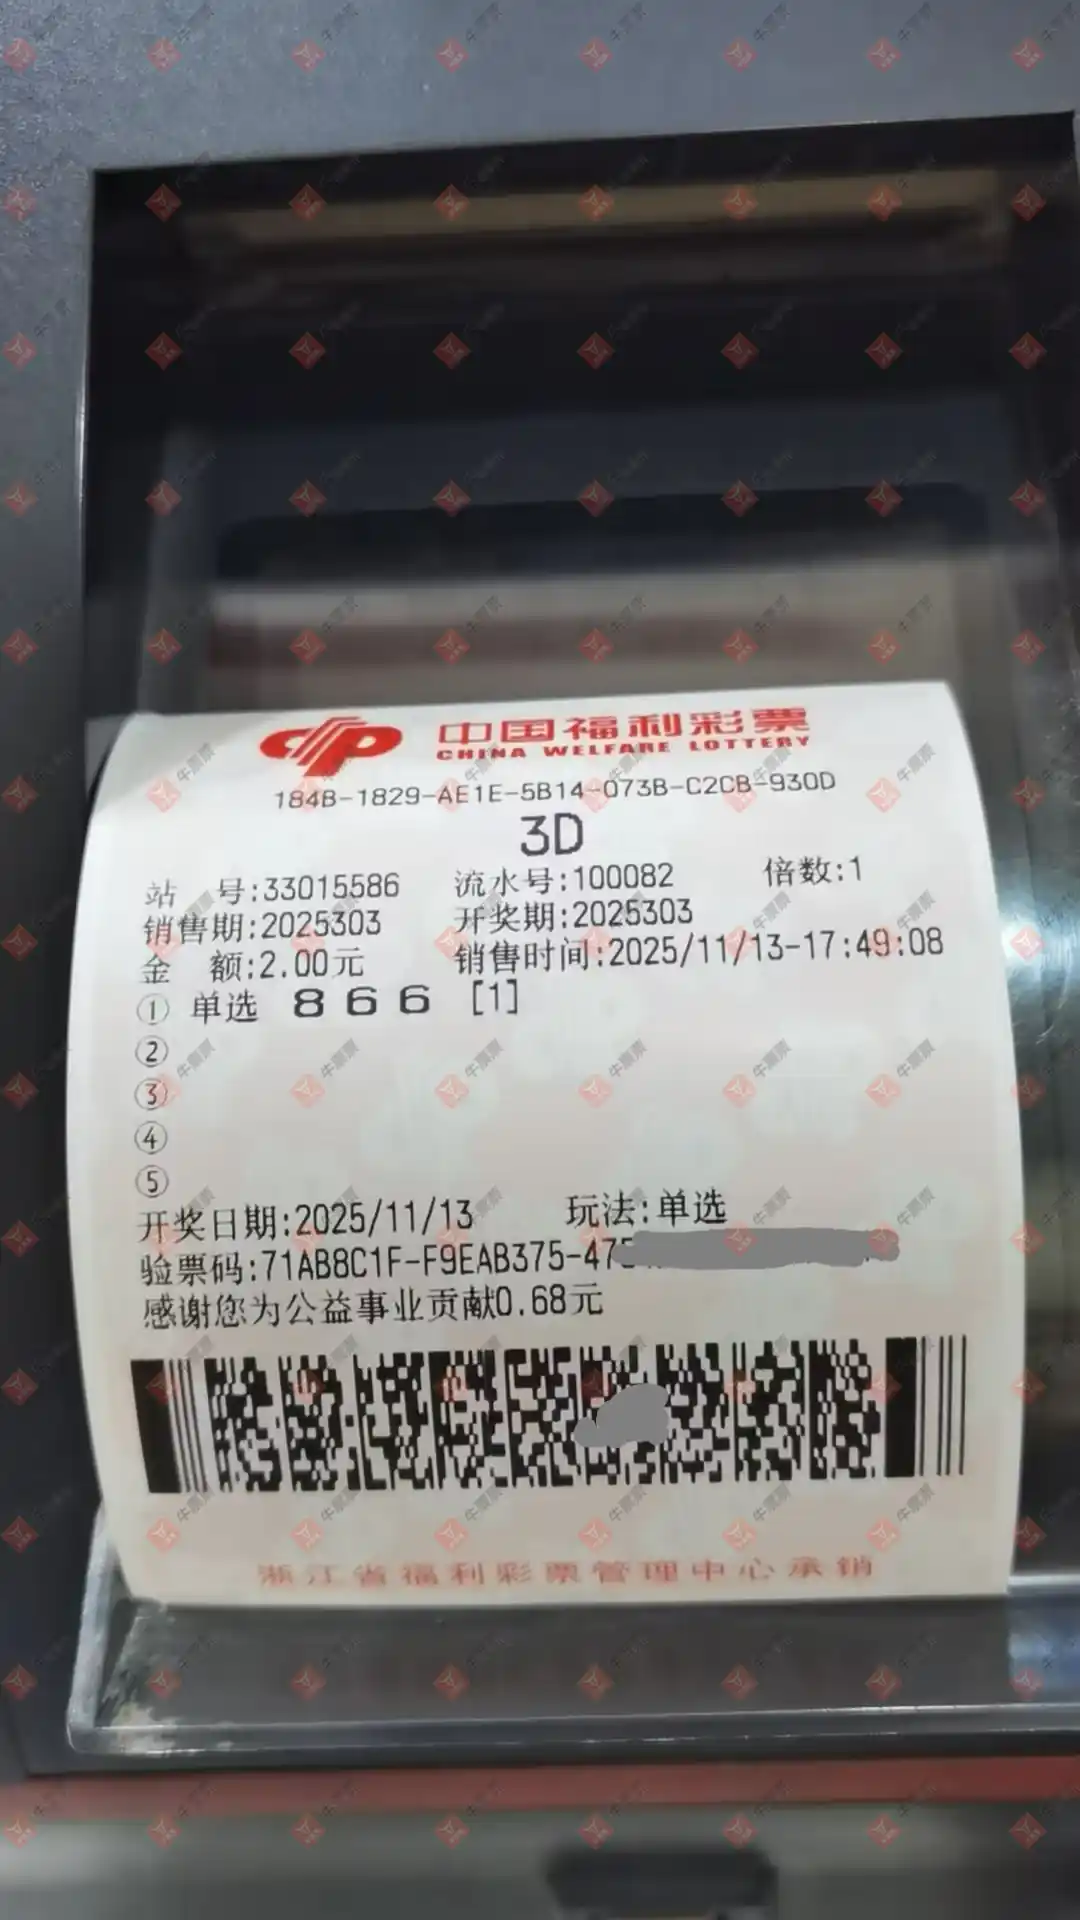 中国福利彩票
CHINA WELFARE LOTTERY
184B-1829-AE1E-5B14-073B-C2CB-930D
3D
站 号:33015586 流水号:100082 倍数:1
销售期:2025303 开奖期:2025303
金 额:2.00元 销售时间:2025/11/13-17:49:08
① 单选 8 6 6 [1]
②
③
④
⑤
开奖日期:2025/11/13 玩法:单选
验票码:71AB8C1F-F9EAB375-475
感谢您为公益事业贡献0.68元
浙江省福利彩票管理中心承销
牛票票